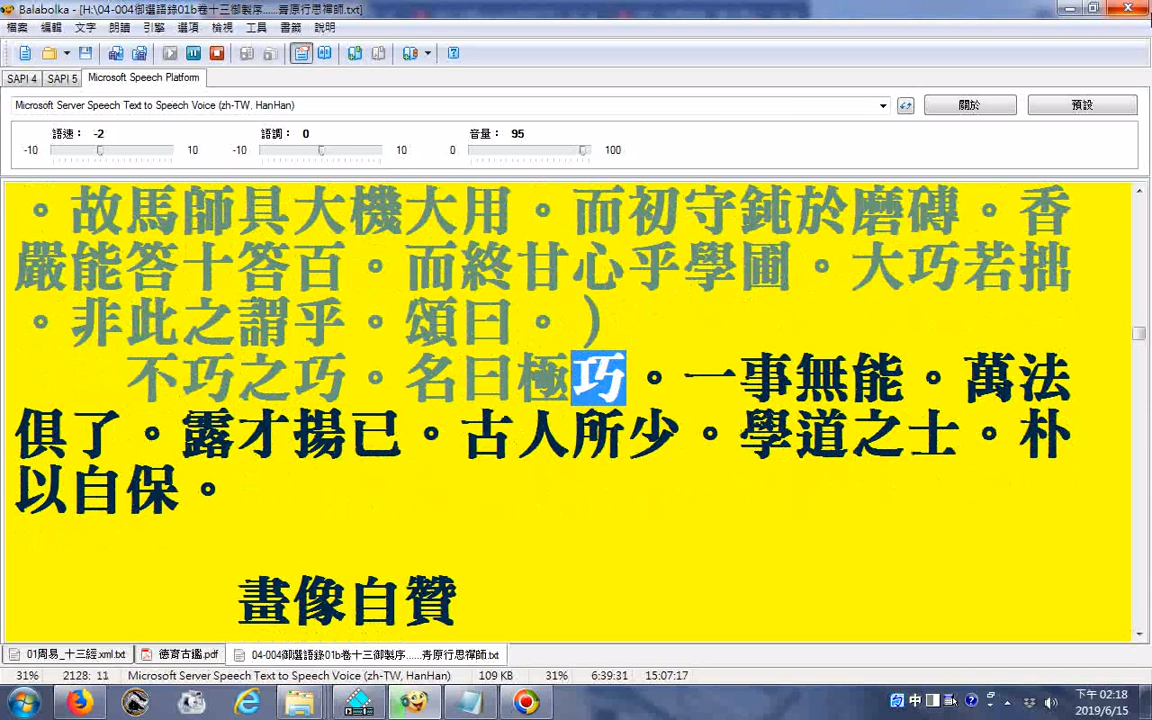 Balabolka - [H:\04-004御選語錄01b卷十三御製序......青原行思禪師.txt]
檔案 編輯 文字 朗讀 引擎 選項 檢視 工具 書籤 說明
SAPI 4 SAPI 5 Microsoft Speech Platform
Microsoft Server Speech Text to Speech Voice (zh-TW, HanHan) 關於 預設
語速： -2 語調： 0 音量： 95
-10 10 -10 10 0 100
。故馬師具大機大用。而初守鈍於磨磚。香
嚴能答十答百。而終甘心乎學圃。大巧若拙
。非此之謂乎。頌曰。）
不巧之巧。名曰極巧。一事無能。萬法
俱了。露才揚已。古人所少。學道之士。朴
以自保。
畫像自贊
01周易_十三經.xml.txt 德育古鑑.pdf 04-004御選語錄01b卷十三御製序......青原行思禪師.txt
31% 2128: 11 Microsoft Server Speech Text to Speech Voice (zh-TW, HanHan) 109 KB 31% 6:39:31 15:07:17
中 下午 02:18
2019/6/15